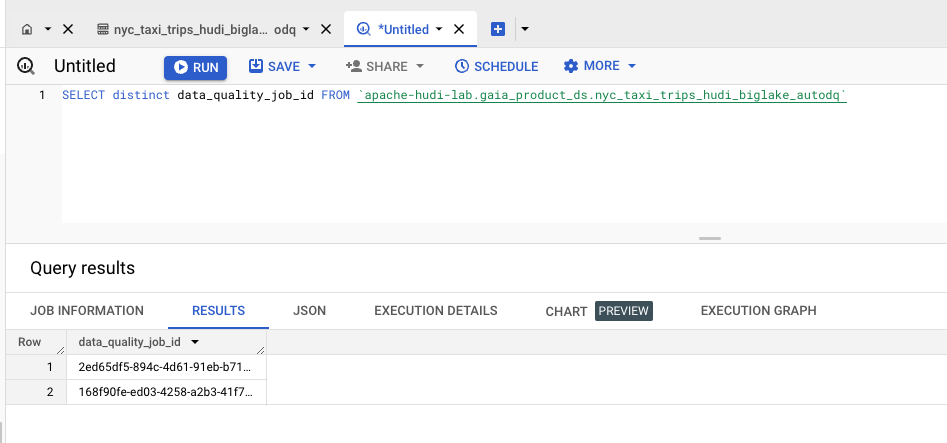 nyc_taxi_trips_hudi_bigla... odq
*Untitled
Untitled
RUN
SAVE
SHARE
SCHEDULE
MORE
1 SELECT distinct data_quality_job_id FROM `apache-hudi-lab.gaia_product_ds.nyc_taxi_trips_hudi_biglake_autodq`
Query results
JOB INFORMATION
RESULTS
JSON
EXECUTION DETAILS
CHART PREVIEW
EXECUTION GRAPH
Row data_quality_job_id
1 2ed65df5-894c-4d61-91eb-b71...
2 168f90fe-ed03-4258-a2b3-41f7...